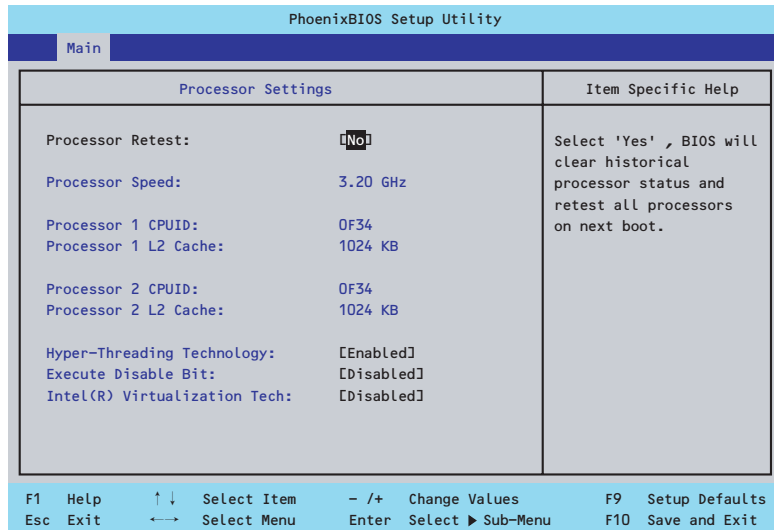 PhoenixBIOS Setup Utility
Main
Processor Settings
Processor Retest: [No]
Processor Speed: 3.20 GHz
Processor 1 CPUID: 0F34
Processor 1 L2 Cache: 1024 KB
Processor 2 CPUID: 0F34
Processor 2 L2 Cache: 1024 KB
Hyper-Threading Technology: [Enabled]
Execute Disable Bit: [Disabled]
Intel(R) Virtualization Tech: [Disabled]
Item Specific Help
Select 'Yes' , BIOS will
clear historical
processor status and
retest all processors
on next boot.
F1 Help ↑↓ Select Item - /+ Change Values F9 Setup Defaults
Esc Exit ←→ Select Menu Enter Select ▶ Sub-Menu F10 Save and Exit